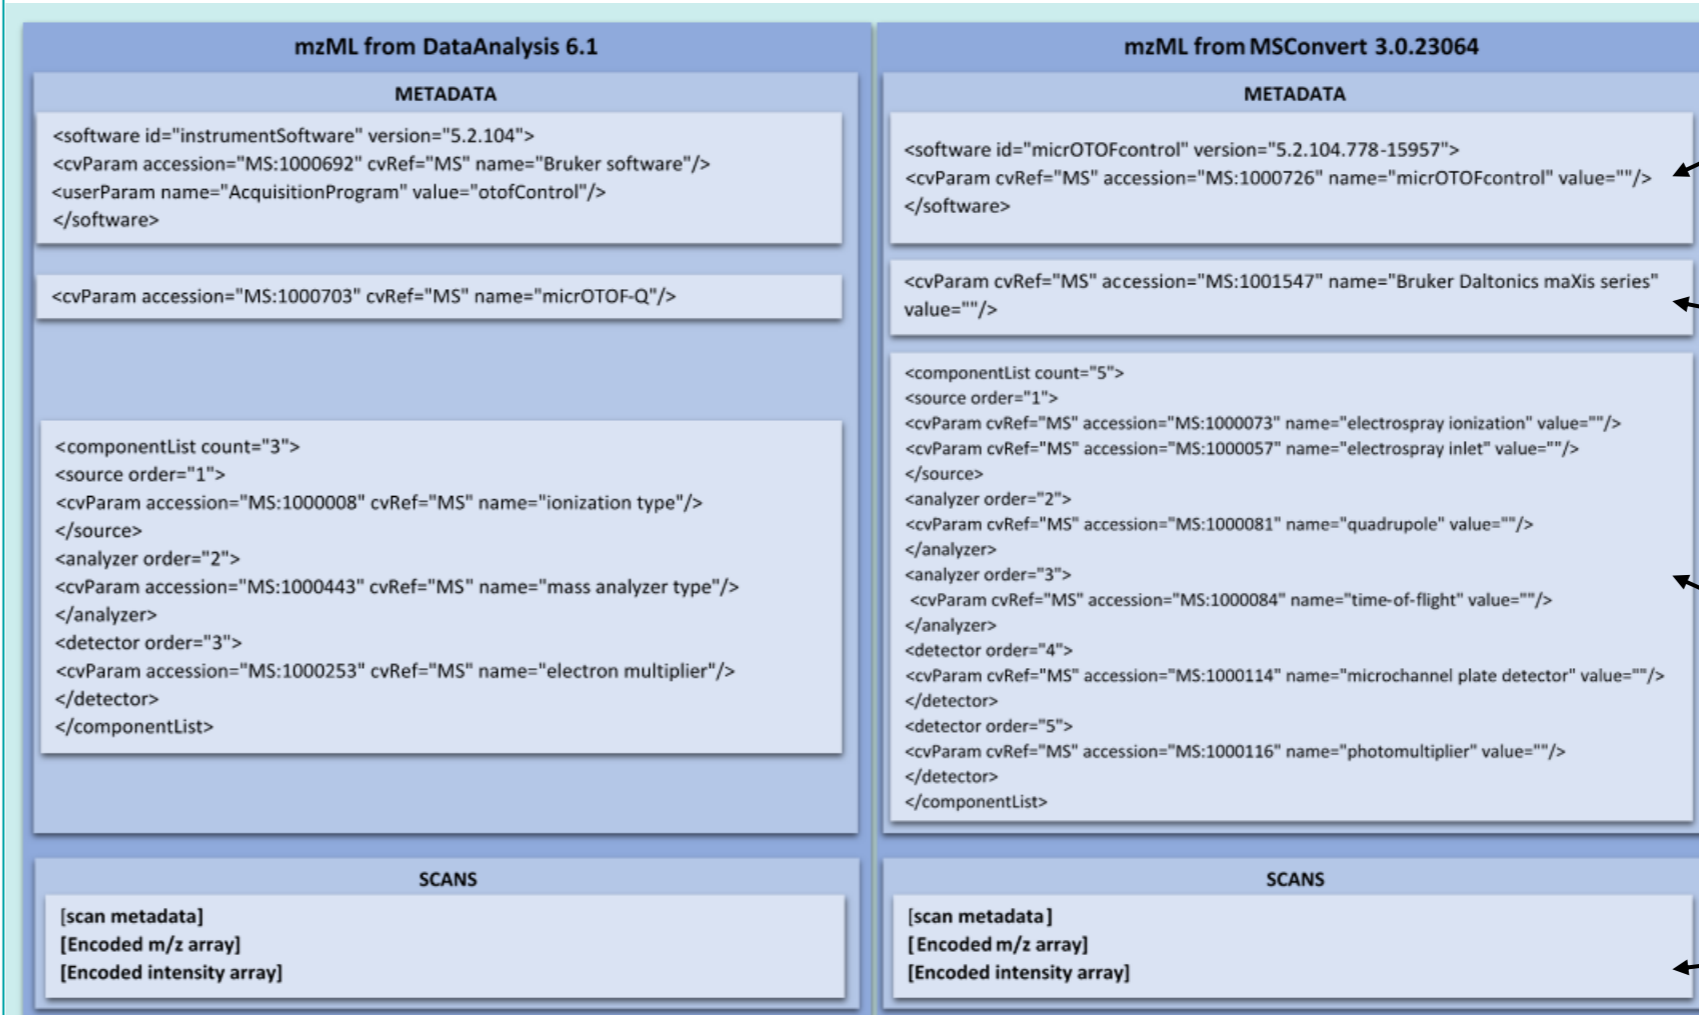 mzML from DataAnalysis 6.1
METADATA
<software id="instrumentSoftware" version="5.2.104">
<cvParam accession="MS:1000692" cvRef="MS" name="Bruker software"/>
<userParam name="AcquisitionProgram" value="otofControl"/>
</software>
<cvParam accession="MS:1000703" cvRef="MS" name="micrOTOF-Q"/>
<componentList count="3">
<source order="1">
<cvParam accession="MS:1000008" cvRef="MS" name="ionization type"/>
</source>
<analyzer order="2">
<cvParam accession="MS:1000443" cvRef="MS" name="mass analyzer type"/>
</analyzer>
<detector order="3">
<cvParam accession="MS:1000253" cvRef="MS" name="electron multiplier"/>
</detector>
</componentList>
SCANS
[scan metadata]
[Encoded m/z array]
[Encoded intensity array]
mzML from MSConvert 3.0.23064
METADATA
<software id="micrOTOFcontrol" version="5.2.104.778-15957">
<cvParam cvRef="MS" accession="MS:1000726" name="micrOTOFcontrol" value=""/>
</software>
<cvParam cvRef="MS" accession="MS:1001547" name="Bruker Daltonics maXis series"
value=""/>
<componentList count="5">
<source order="1">
<cvParam cvRef="MS" accession="MS:1000073" name="electrospray ionization" value=""/>
<cvParam cvRef="MS" accession="MS:1000057" name="electrospray inlet" value=""/>
</source>
<analyzer order="2">
<cvParam cvRef="MS" accession="MS:1000081" name="quadrupole" value=""/>
</analyzer>
<analyzer order="3">
<cvParam cvRef="MS" accession="MS:1000084" name="time-of-flight" value=""/>
</analyzer>
<detector order="4">
<cvParam cvRef="MS" accession="MS:1000114" name="microchannel plate detector" value=""/>
</detector>
<detector order="5">
<cvParam cvRef="MS" accession="MS:1000116" name="photomultiplier" value=""/>
</detector>
</componentList>
SCANS
[scan metadata]
[Encoded m/z array]
[Encoded intensity array]